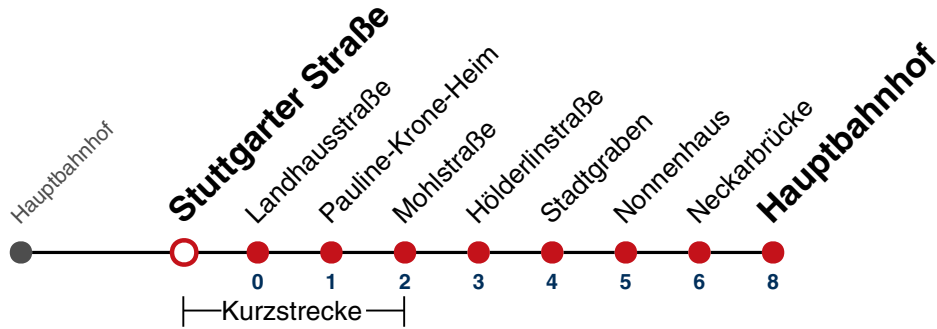 Hauptbahnhof
Stuttgarter Straße
Landhausstraße
Pauline-Krone-Heim
Mohlstraße
Hölderlinstraße
Stadtgraben
Nonnenhaus
Neckarbrücke
Hauptbahnhof
0 1 2 3 4 5 6 8
Kurzstrecke